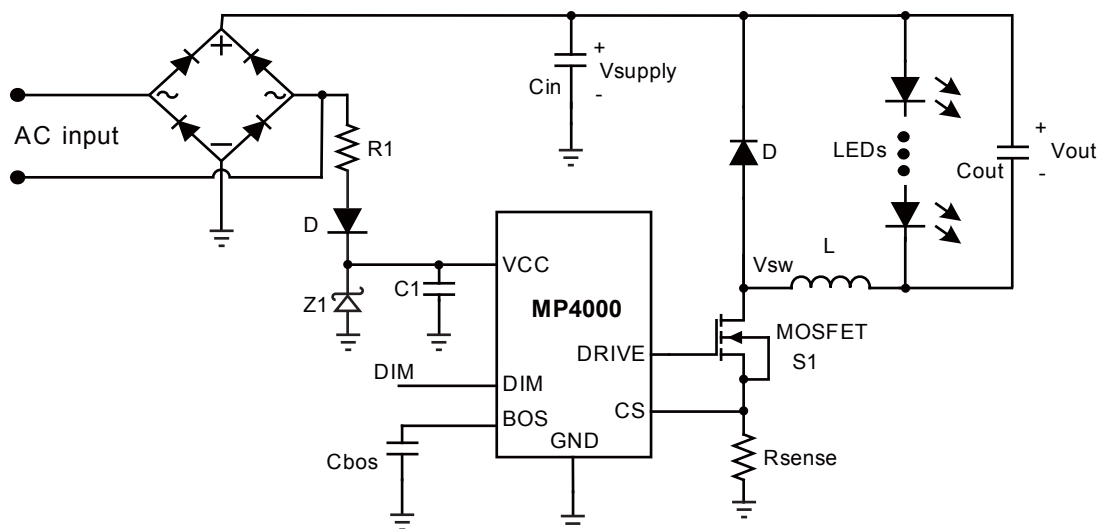 +
~
~
−
AC input
R1
D
Z1
C1
Cin
+
Vsupply
-
D
LEDs
Cout
+
Vout
-
Vsw
L
VCC
MP4000
DRIVE
MOSFET
S1
DIM
DIM
BOS
CS
GND
Cbos
Rsense